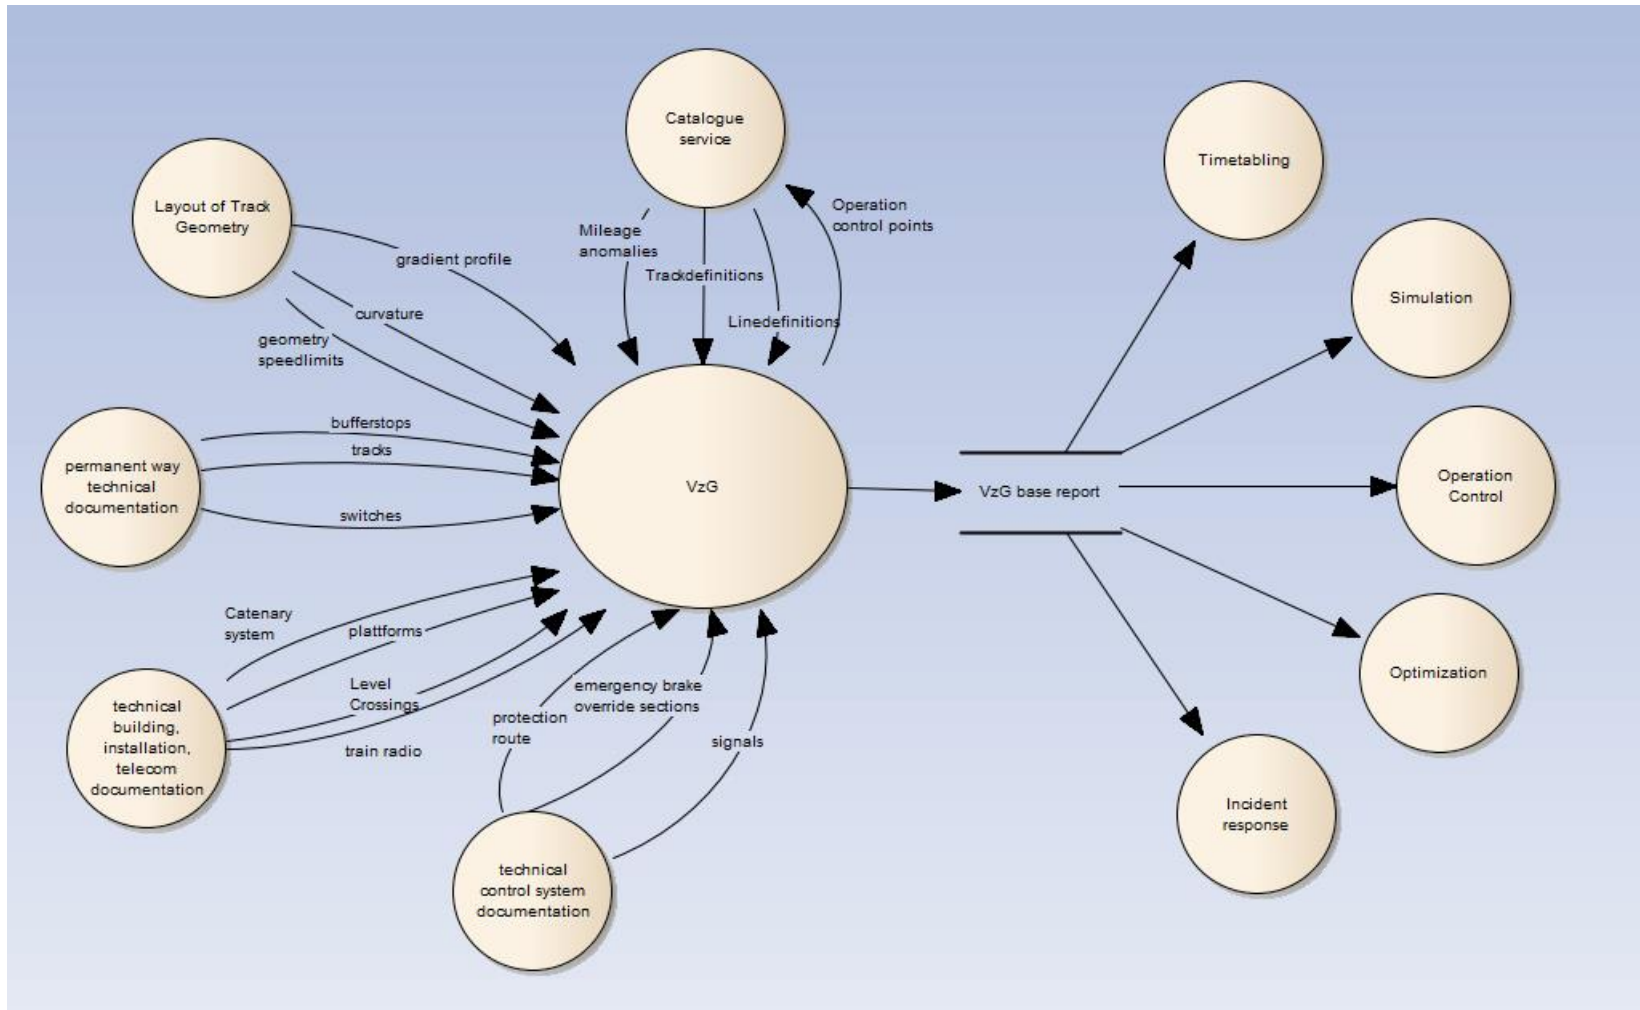 Catalogue
service
Timetabling
Layout of Track
Geometry
Operation
control points
Mileage
anomalies
gradient profile
Trackdefinitions
Simulation
curvature
Linedefinitions
geometry
speedlimits
bufferstops
tracks
permanent way
technical
documentation
switches
VzG
VzG base report
Operation
Control
Catenary
system
plattforms
Level
Crossings
train radio
technical
building,
installation,
telecom
documentation
protection
route
emergency brake
override sections
signals
technical
control system
documentation
Optimization
Incident
response